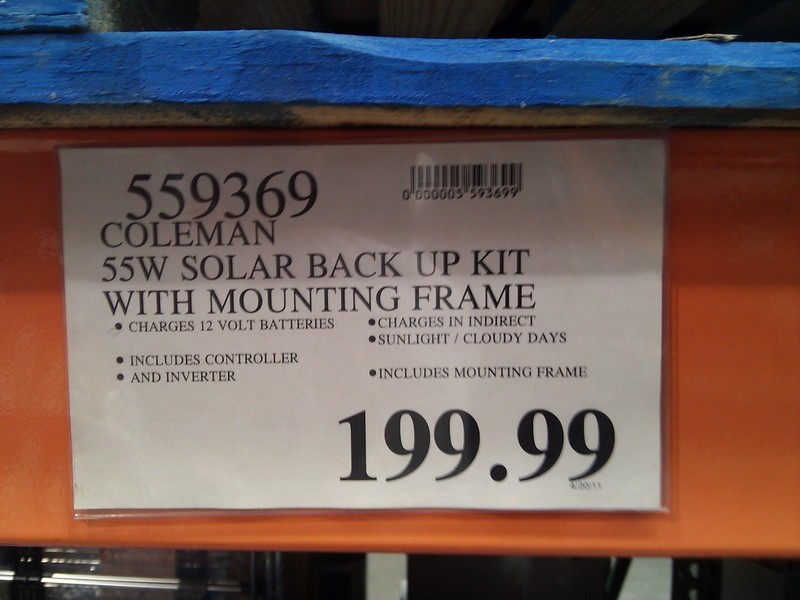 559369
0 000005 593699
COLEMAN
55W SOLAR BACK UP KIT
WITH MOUNTING FRAME
• CHARGES 12 VOLT BATTERIES
• INCLUDES CONTROLLER
• AND INVERTER
• CHARGES IN INDIRECT
• SUNLIGHT / CLOUDY DAYS
• INCLUDES MOUNTING FRAME
199.99